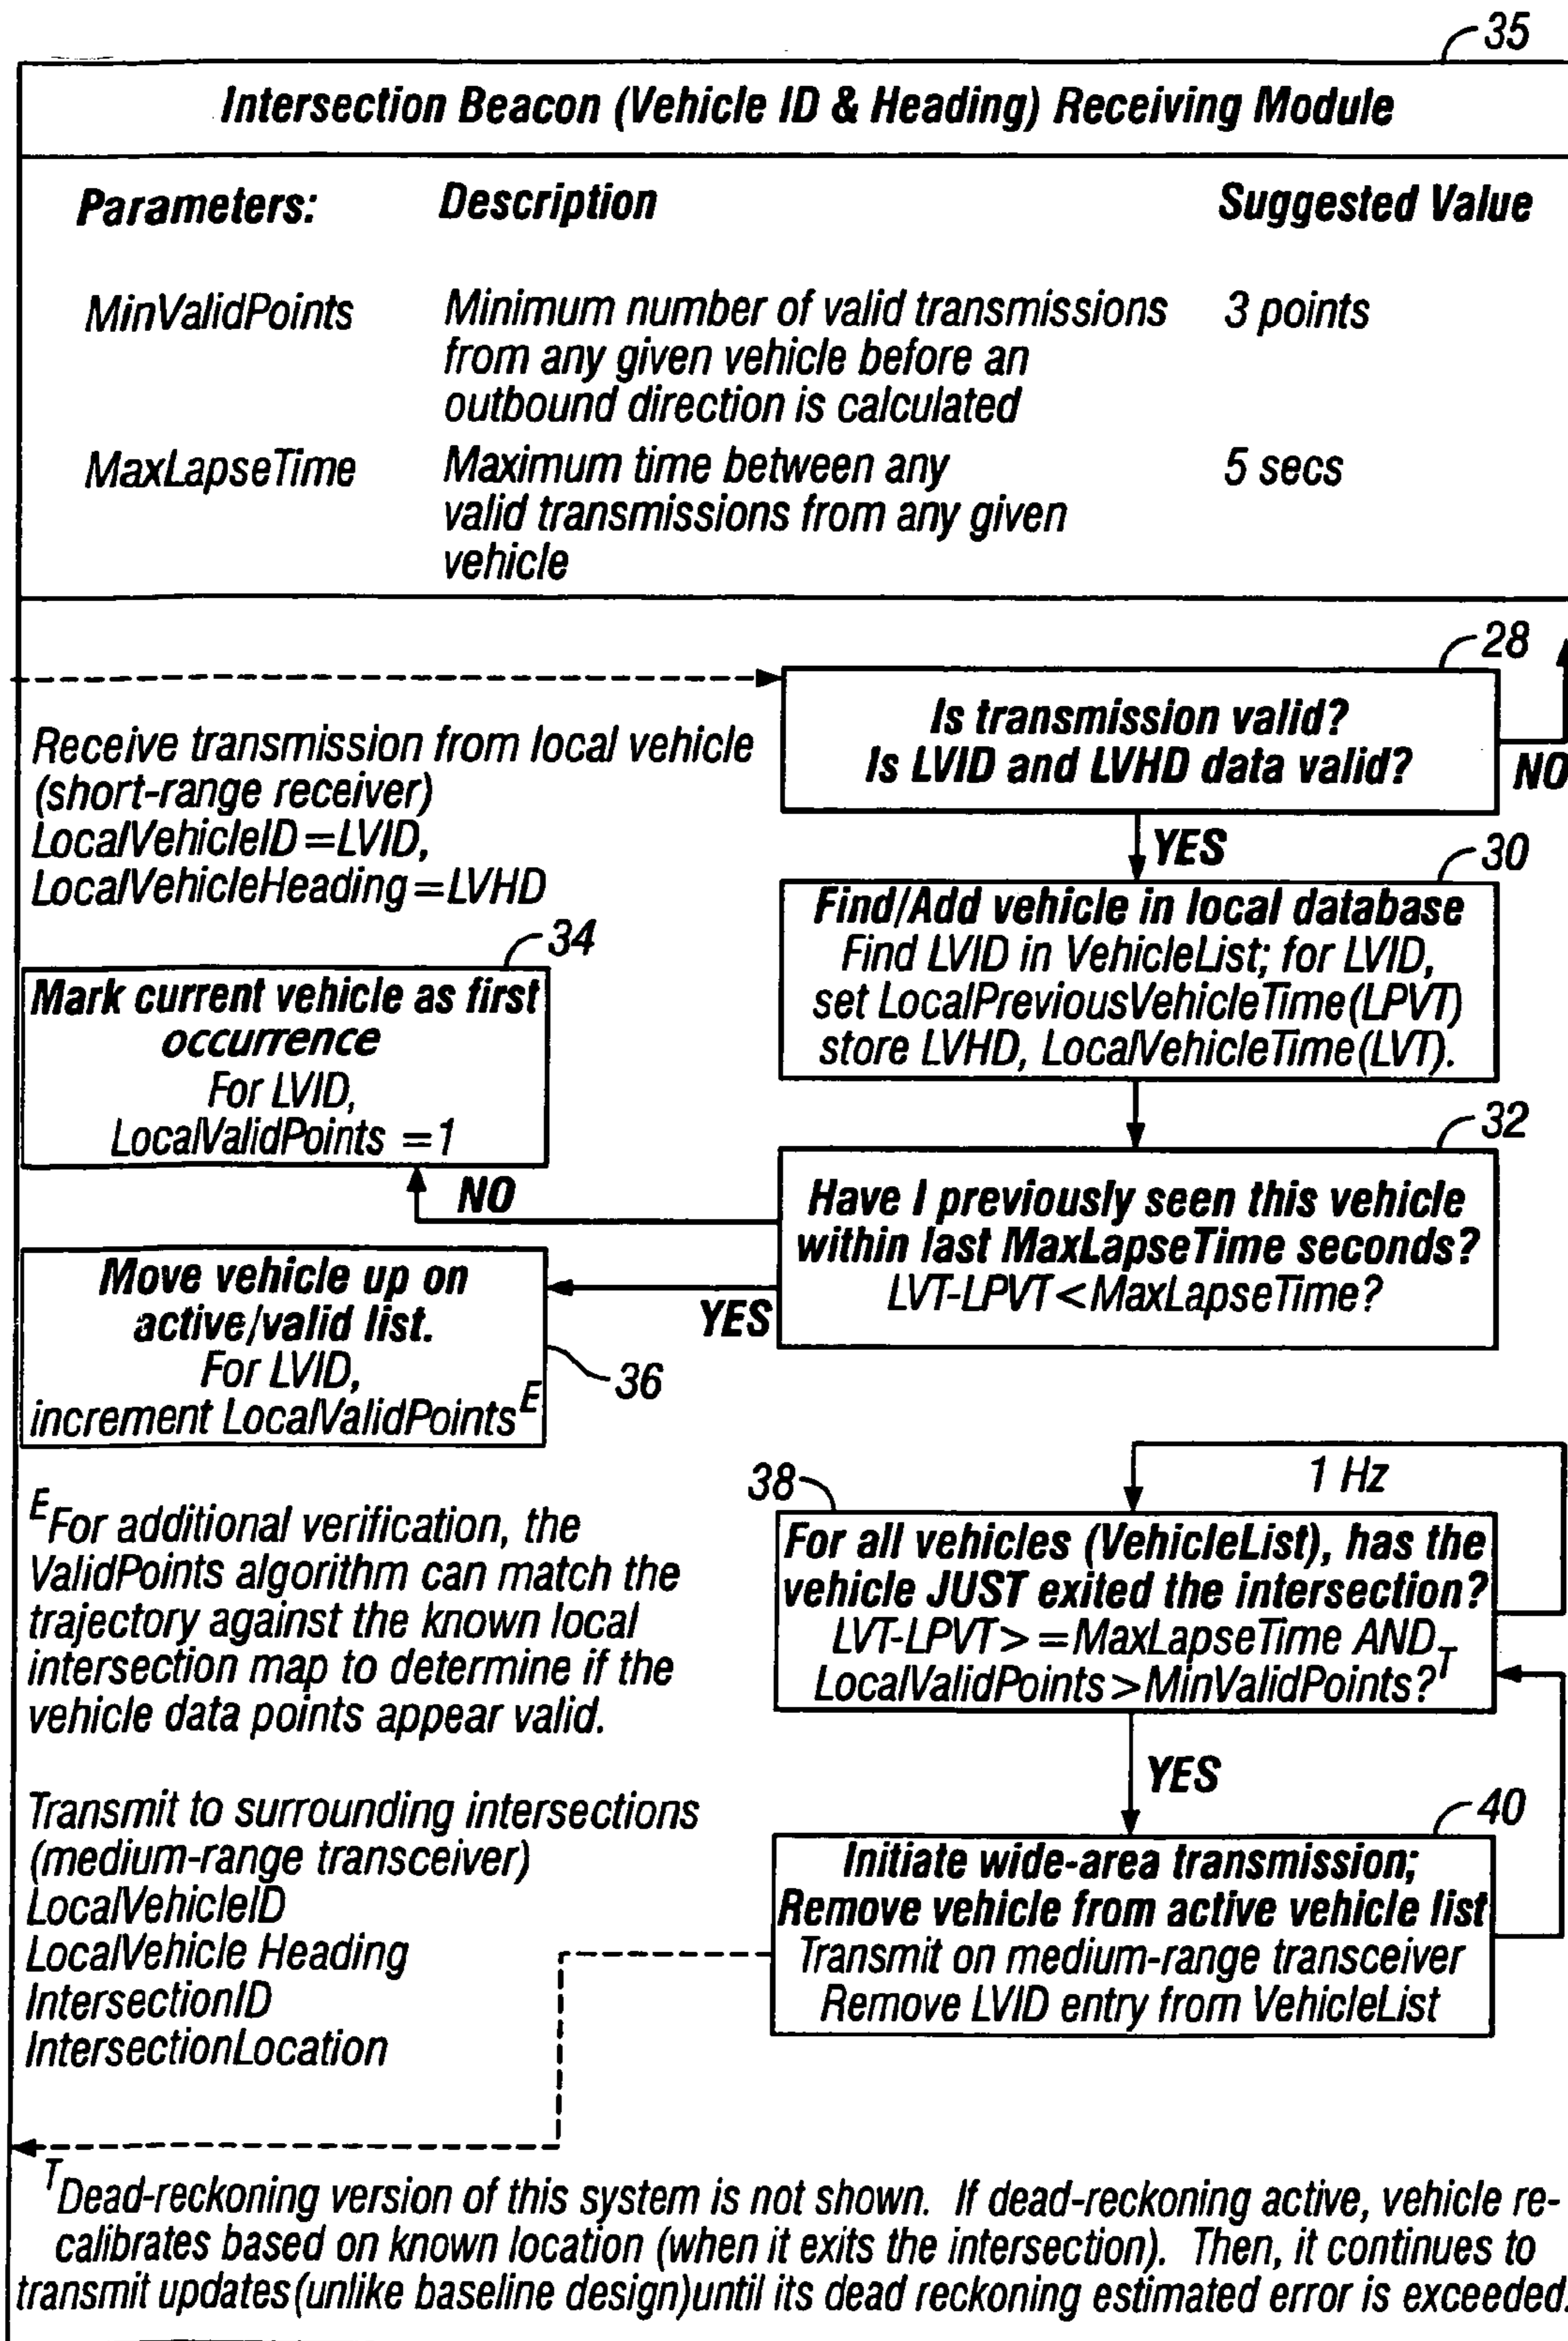 35
Intersection Beacon (Vehicle ID & Heading) Receiving Module
Parameters: Description Suggested Value
MinValidPoints Minimum number of valid transmissions 3 points
from any given vehicle before an
outbound direction is calculated
MaxLapseTime Maximum time between any 5 secs
valid transmissions from any given
vehicle
28
Is transmission valid?
Is LVID and LVHD data valid?
NO
Receive transmission from local vehicle
(short-range receiver)
LocalVehicleID=LVID,
LocalVehicleHeading=LVHD
YES
30
Find/Add vehicle in local database
Find LVID in VehicleList; for LVID,
set LocalPreviousVehicleTime(LPVT)
store LVHD, LocalVehicleTime(LVT).
34
Mark current vehicle as first
occurrence
For LVID,
LocalValidPoints =1
32
Have I previously seen this vehicle
within last MaxLapseTime seconds?
LVT-LPVT<MaxLapseTime?
NO
YES
Move vehicle up on
active/valid list.
For LVID,
increment LocalValidPoints^E
36
1 Hz
38
For all vehicles (VehicleList), has the
vehicle JUST exited the intersection?
LVT-LPVT>=MaxLapseTime AND
LocalValidPoints>MinValidPoints?^T
^E For additional verification, the
ValidPoints algorithm can match the
trajectory against the known local
intersection map to determine if the
vehicle data points appear valid.
YES
40
Initiate wide-area transmission;
Remove vehicle from active vehicle list
Transmit on medium-range transceiver
Remove LVID entry from VehicleList
Transmit to surrounding intersections
(medium-range transceiver)
LocalVehicleID
LocalVehicle Heading
IntersectionID
IntersectionLocation
^T Dead-reckoning version of this system is not shown. If dead-reckoning active, vehicle re-
calibrates based on known location (when it exits the intersection). Then, it continues to
transmit updates(unlike baseline design)until its dead reckoning estimated error is exceeded.